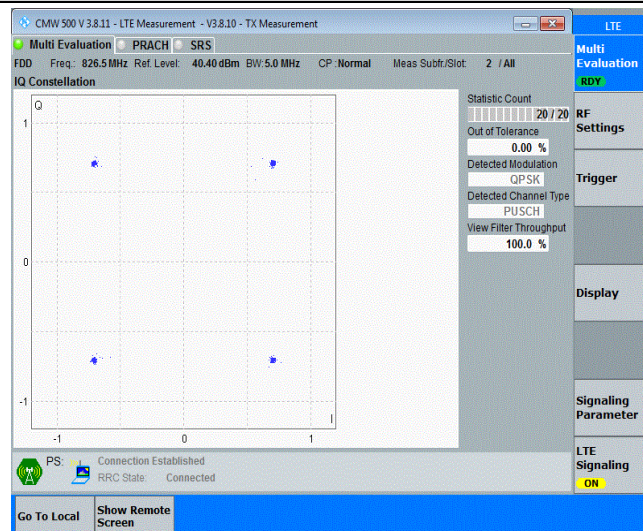 CMW 500 V 3.8.11 - LTE Measurement - V3.8.10 - TX Measurement
LTE
Multi Evaluation PRACH SRS
Multi
Evaluation
RDY
FDD Freq.: 826.5 MHz Ref. Level: 40.40 dBm BW: 5.0 MHz CP : Normal Meas Subfr./Slot: 2 / All
IQ Constellation
Statistic Count
20 / 20
Out of Tolerance
0.00 %
Detected Modulation
QPSK
Detected Channel Type
PUSCH
View Filter Throughput
100.0 %
Q
1
0
-1
I
-1 0 1
RF
Settings
Trigger
Display
Signaling
Parameter
LTE
Signaling
ON
PS: Connection Established
RRC State: Connected
Go To Local
Show Remote
Screen